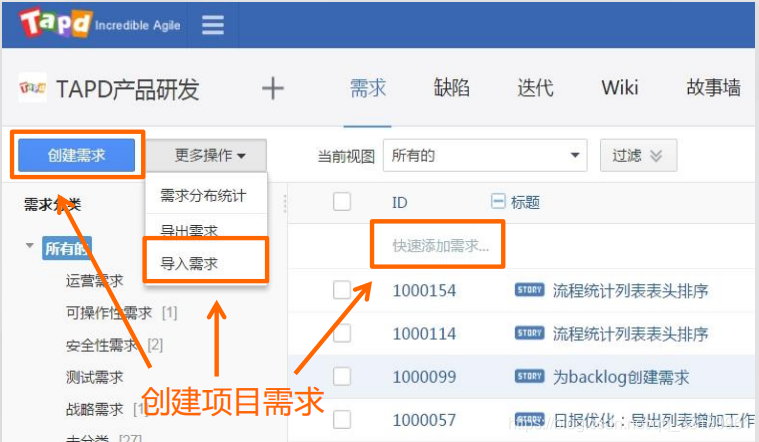 Tapd Incredible Agile
Tapd TAPD产品研发 需求 缺陷 迭代 Wiki 故事墙
创建需求 更多操作 当前视图 所有的 过滤
需求分布统计
导出需求
导入需求
需求分类
所有的
运营需求
可操作性需求 [1]
安全性需求 [2]
测试需求
战略需求
未分类 [27]
ID 标题
快速添加需求...
1000154 STORY 流程统计列表表头排序
1000114 STORY 流程统计列表表头排序
1000099 STORY 为backlog创建需求
1000057 STORY 日报优化:导出列表增加工作
创建项目需求